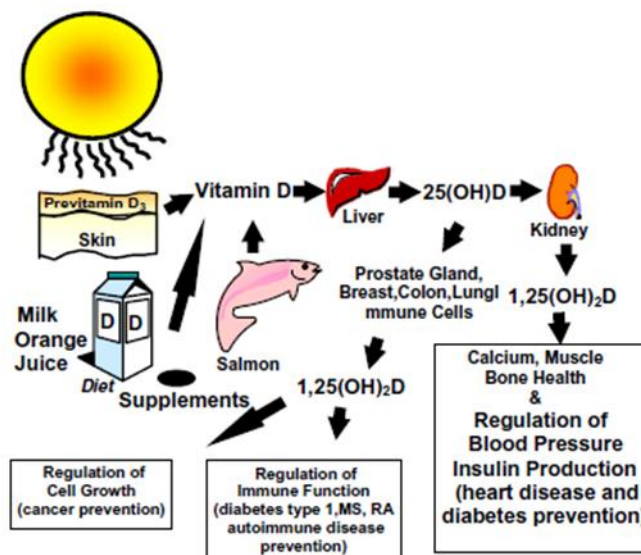 Previtamin D3
Skin
Vitamin D
Liver
25(OH)D
Kidney
Milk
Orange
Juice
D D
Diet
Supplements
Salmon
Prostate Gland,
Breast,Colon,LungI
mmune Cells
1,25(OH)2D
1,25(OH)2D
Regulation of
Cell Growth
(cancer prevention)
Regulation of
Immune Function
(diabetes type 1,MS, RA
autoimmune disease
prevention)
Calcium, Muscle
Bone Health
&
Regulation of
Blood Pressure
Insulin Production
(heart disease and
diabetes prevention)